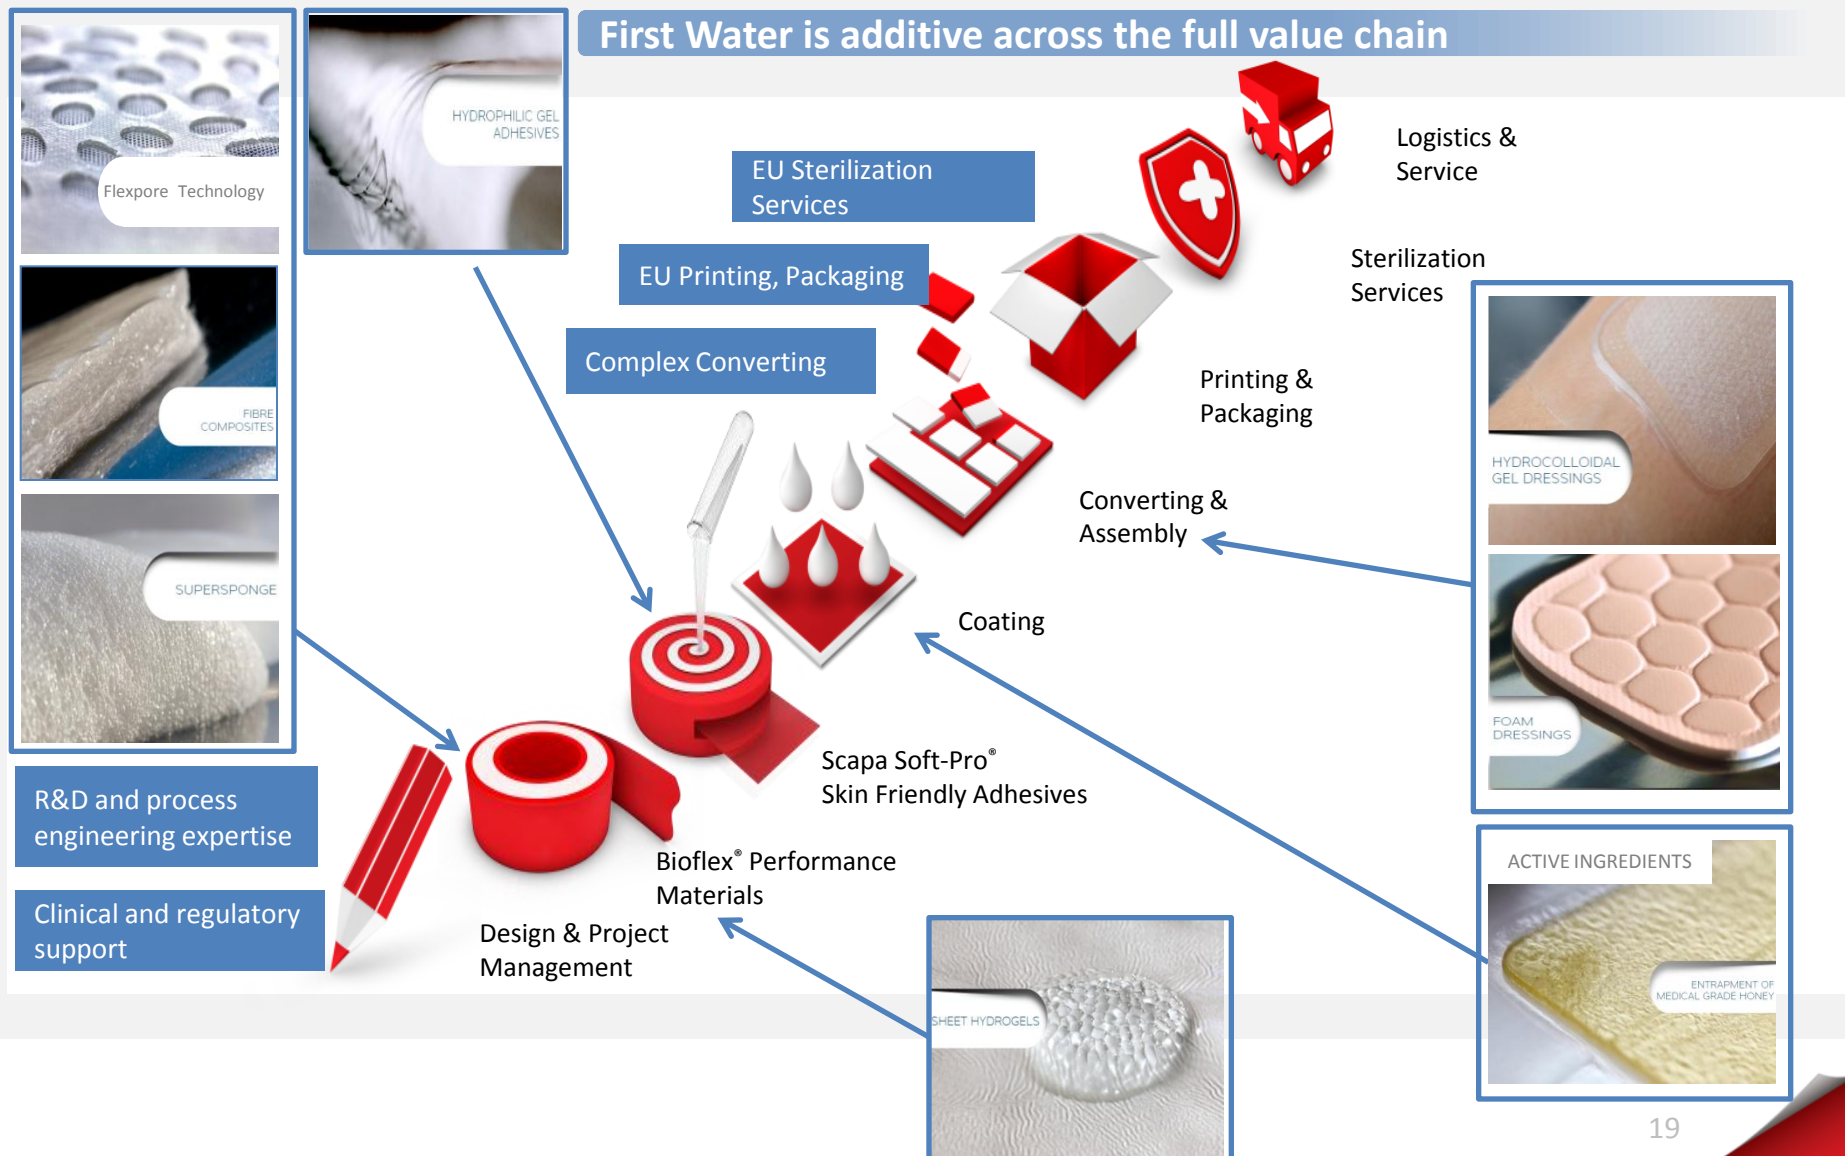 First Water is additive across the full value chain
Flexpore Technology
FIBRE
COMPOSITES
SUPERSPONGE
HYDROPHILIC GEL
ADHESIVES
EU Sterilization
Services
EU Printing, Packaging
Complex Converting
Logistics &
Service
Sterilization
Services
Printing &
Packaging
Converting &
Assembly
Coating
Scapa Soft-Pro®
Skin Friendly Adhesives
Bioflex® Performance
Materials
Design & Project
Management
R&D and process
engineering expertise
Clinical and regulatory
support
HYDROCOLLOIDAL
GEL DRESSINGS
FOAM
DRESSINGS
ACTIVE INGREDIENTS
ENTRAPMENT OF
MEDICAL GRADE HONEY
SHEET HYDROGELS
19